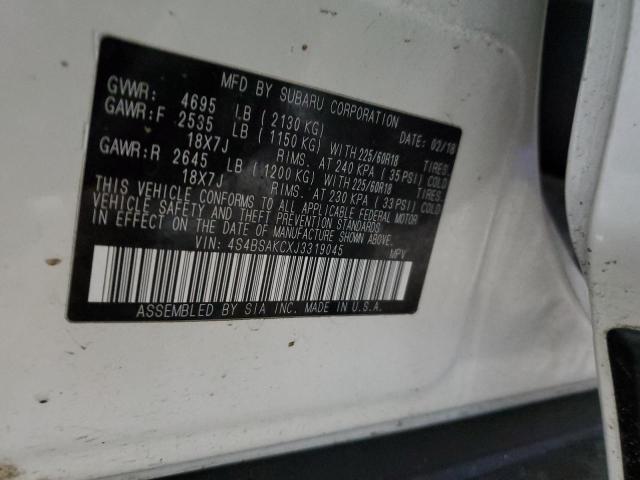 MFD BY SUBARU CORPORATION
GVWR: 4695 LB (2130 KG) DATE: 02/18
GAWR:F 2535 LB (1150 KG) WITH 225/60R18 TIRES,
18X7J RIMS, AT 240 KPA (35 PSI) COLD
GAWR:R 2645 LB (1200 KG) WITH 225/60R18 TIRES,
18X7J RIMS, AT 230 KPA (33 PSI) COLD
THIS VEHICLE CONFORMS TO ALL APPLICABLE FEDERAL MOTOR
VEHICLE SAFETY AND THEFT PREVENTION STANDARDS
IN EFFECT ON THE DATE OF MANUFACTURE SHOWN ABOVE.
VIN: 4S4BSAKCXJ3319045 MPV
ASSEMBLED BY SIA INC. MADE IN U.S.A.